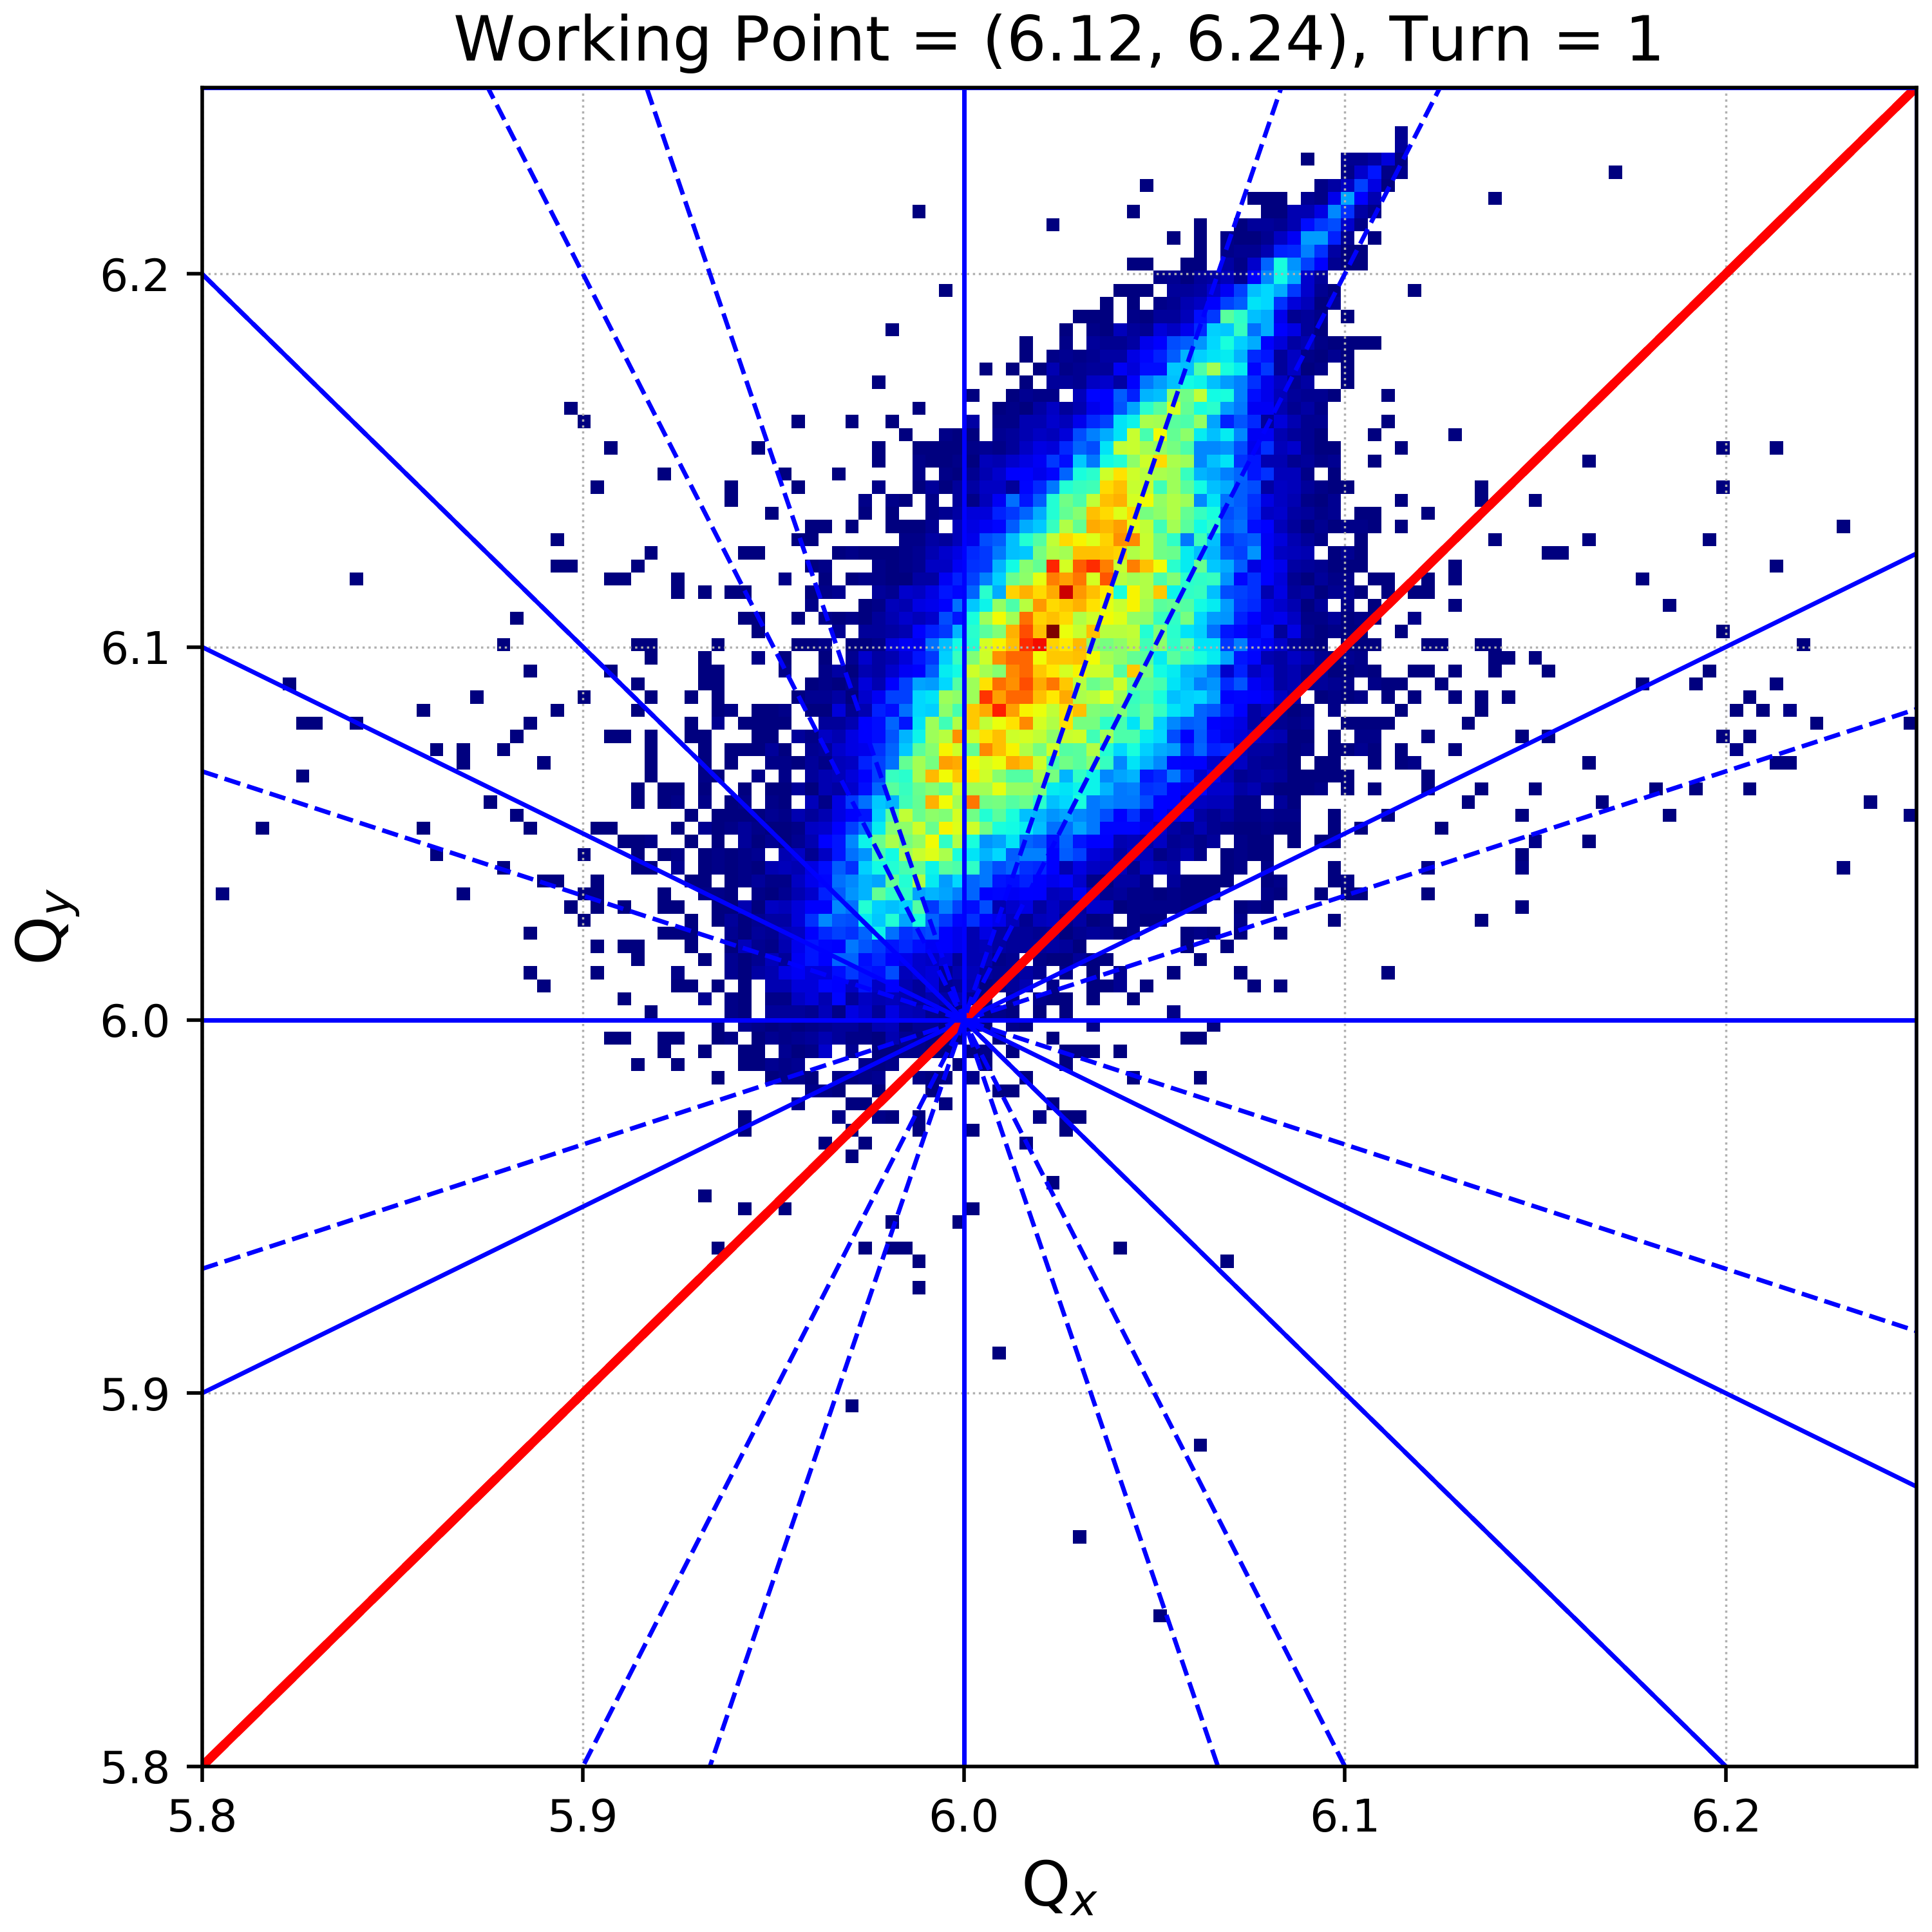 Working Point = (6.12, 6.24), Turn = 1
6.2
6.1
6.0
5.9
5.8
Qy
5.8 5.9 6.0 6.1 6.2
Qx